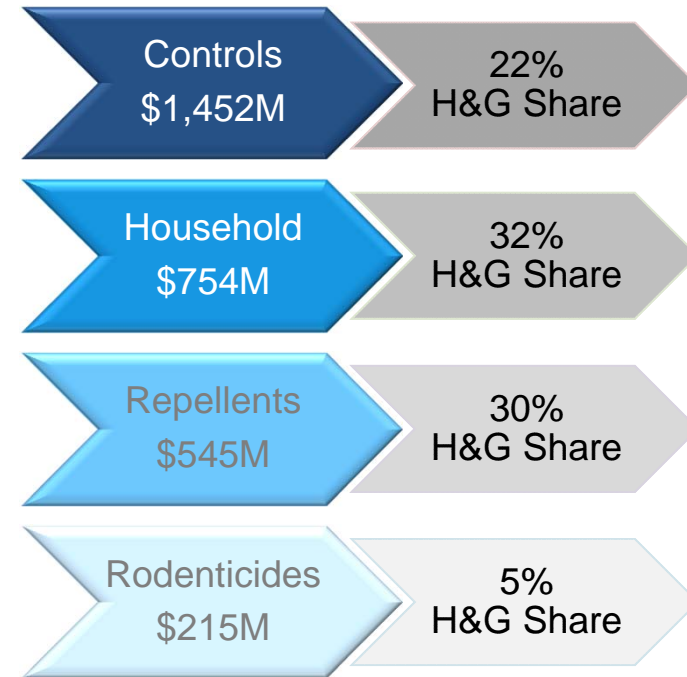 Controls
$1,452M
22%
H&G Share
Household
$754M
32%
H&G Share
Repellents
$545M
30%
H&G Share
Rodenticides
$215M
5%
H&G Share